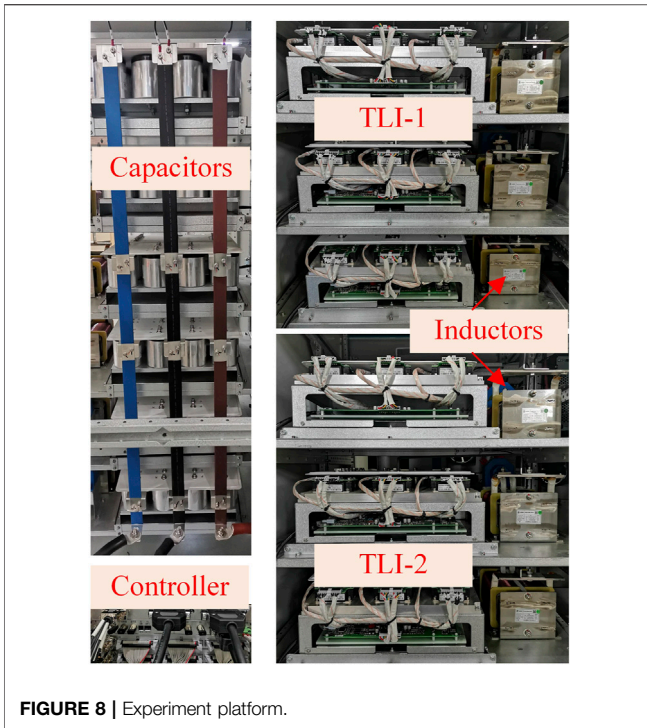 Capacitors
TLI-1
Inductors
TLI-2
Controller
FIGURE 8 | Experiment platform.